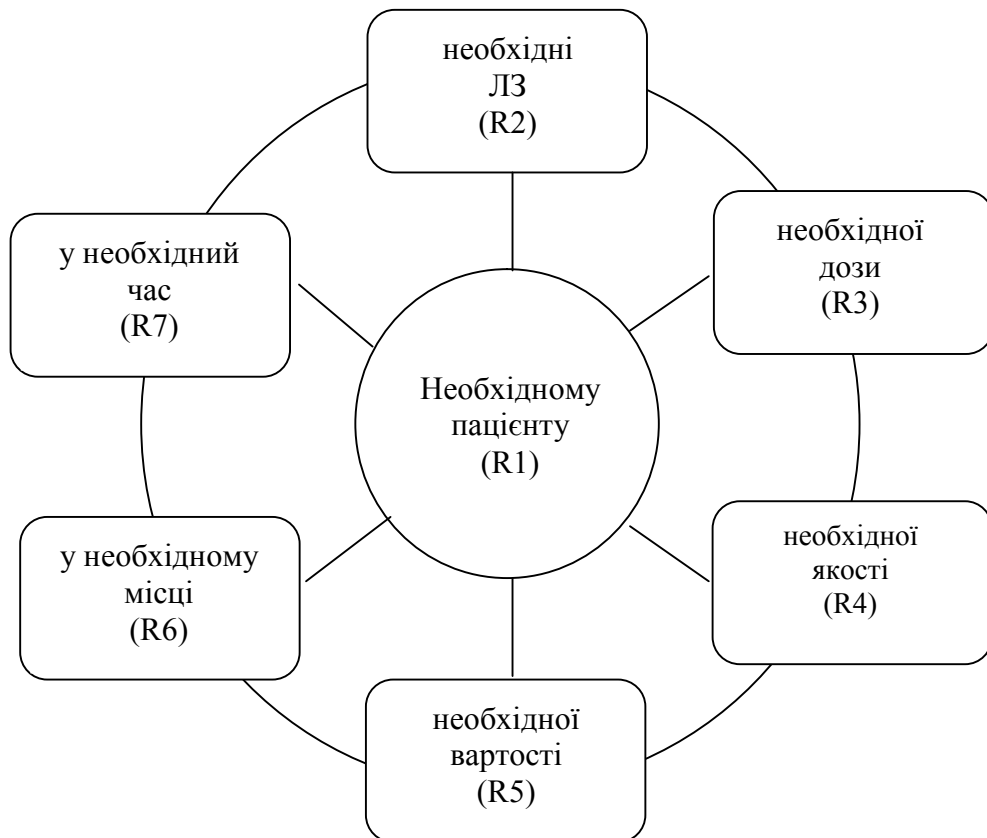 необхідні
ЛЗ
(R2)
необхідної
дози
(R3)
у необхідний
час
(R7)
Необхідному
пацієнту
(R1)
необхідної
якості
(R4)
у необхідному
місці
(R6)
необхідної
вартості
(R5)